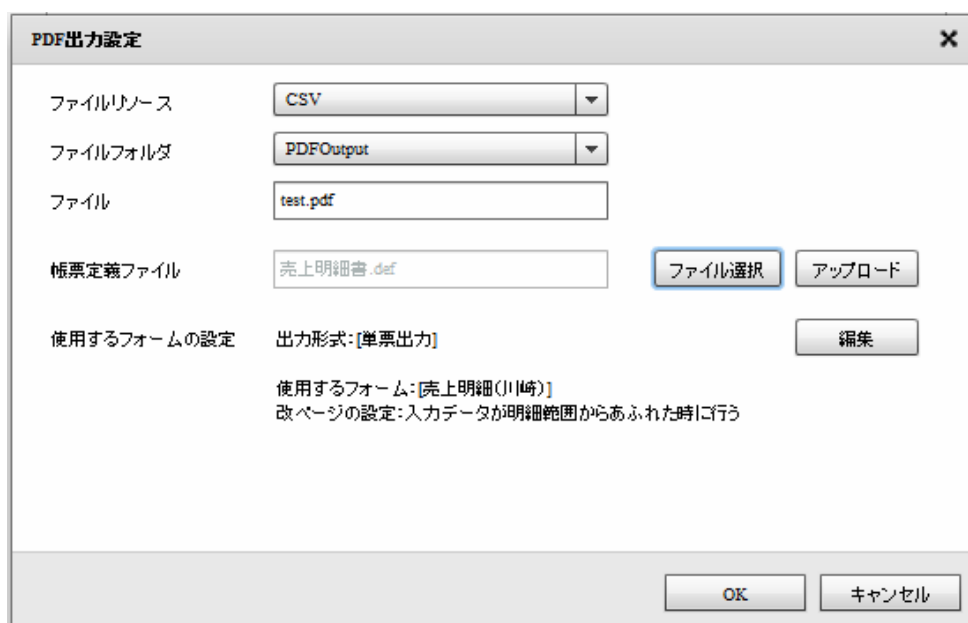 PDF出力設定
ファイルリソース CSV
ファイルフォルダ PDFOutput
ファイル test.pdf
帳票定義ファイル 売上明細書.def ファイル選択 アップロード
使用するフォームの設定 出力形式:[単票出力] 編集
使用するフォーム:[売上明細(川崎)]
改ページの設定:入力データが明細範囲からあふれた時に行う
OK キャンセル